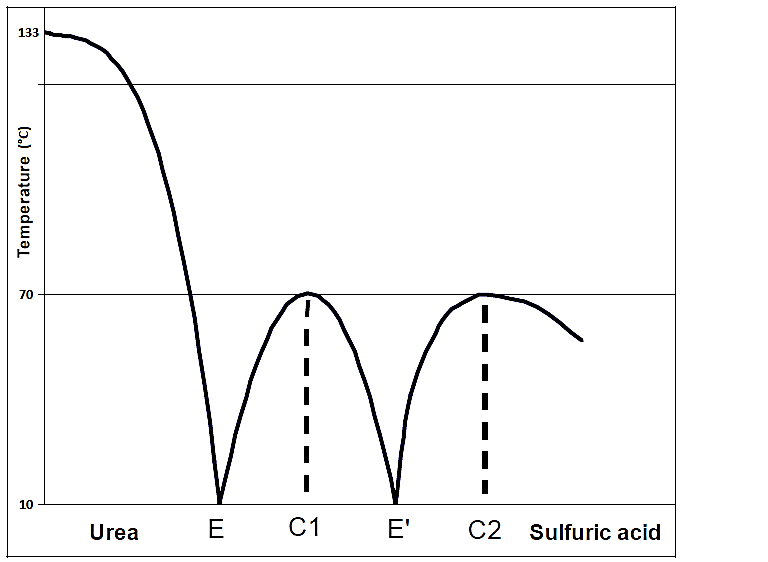 133
Temperature (°C)
70
10
Urea
E
C1
E'
C2
Sulfuric acid